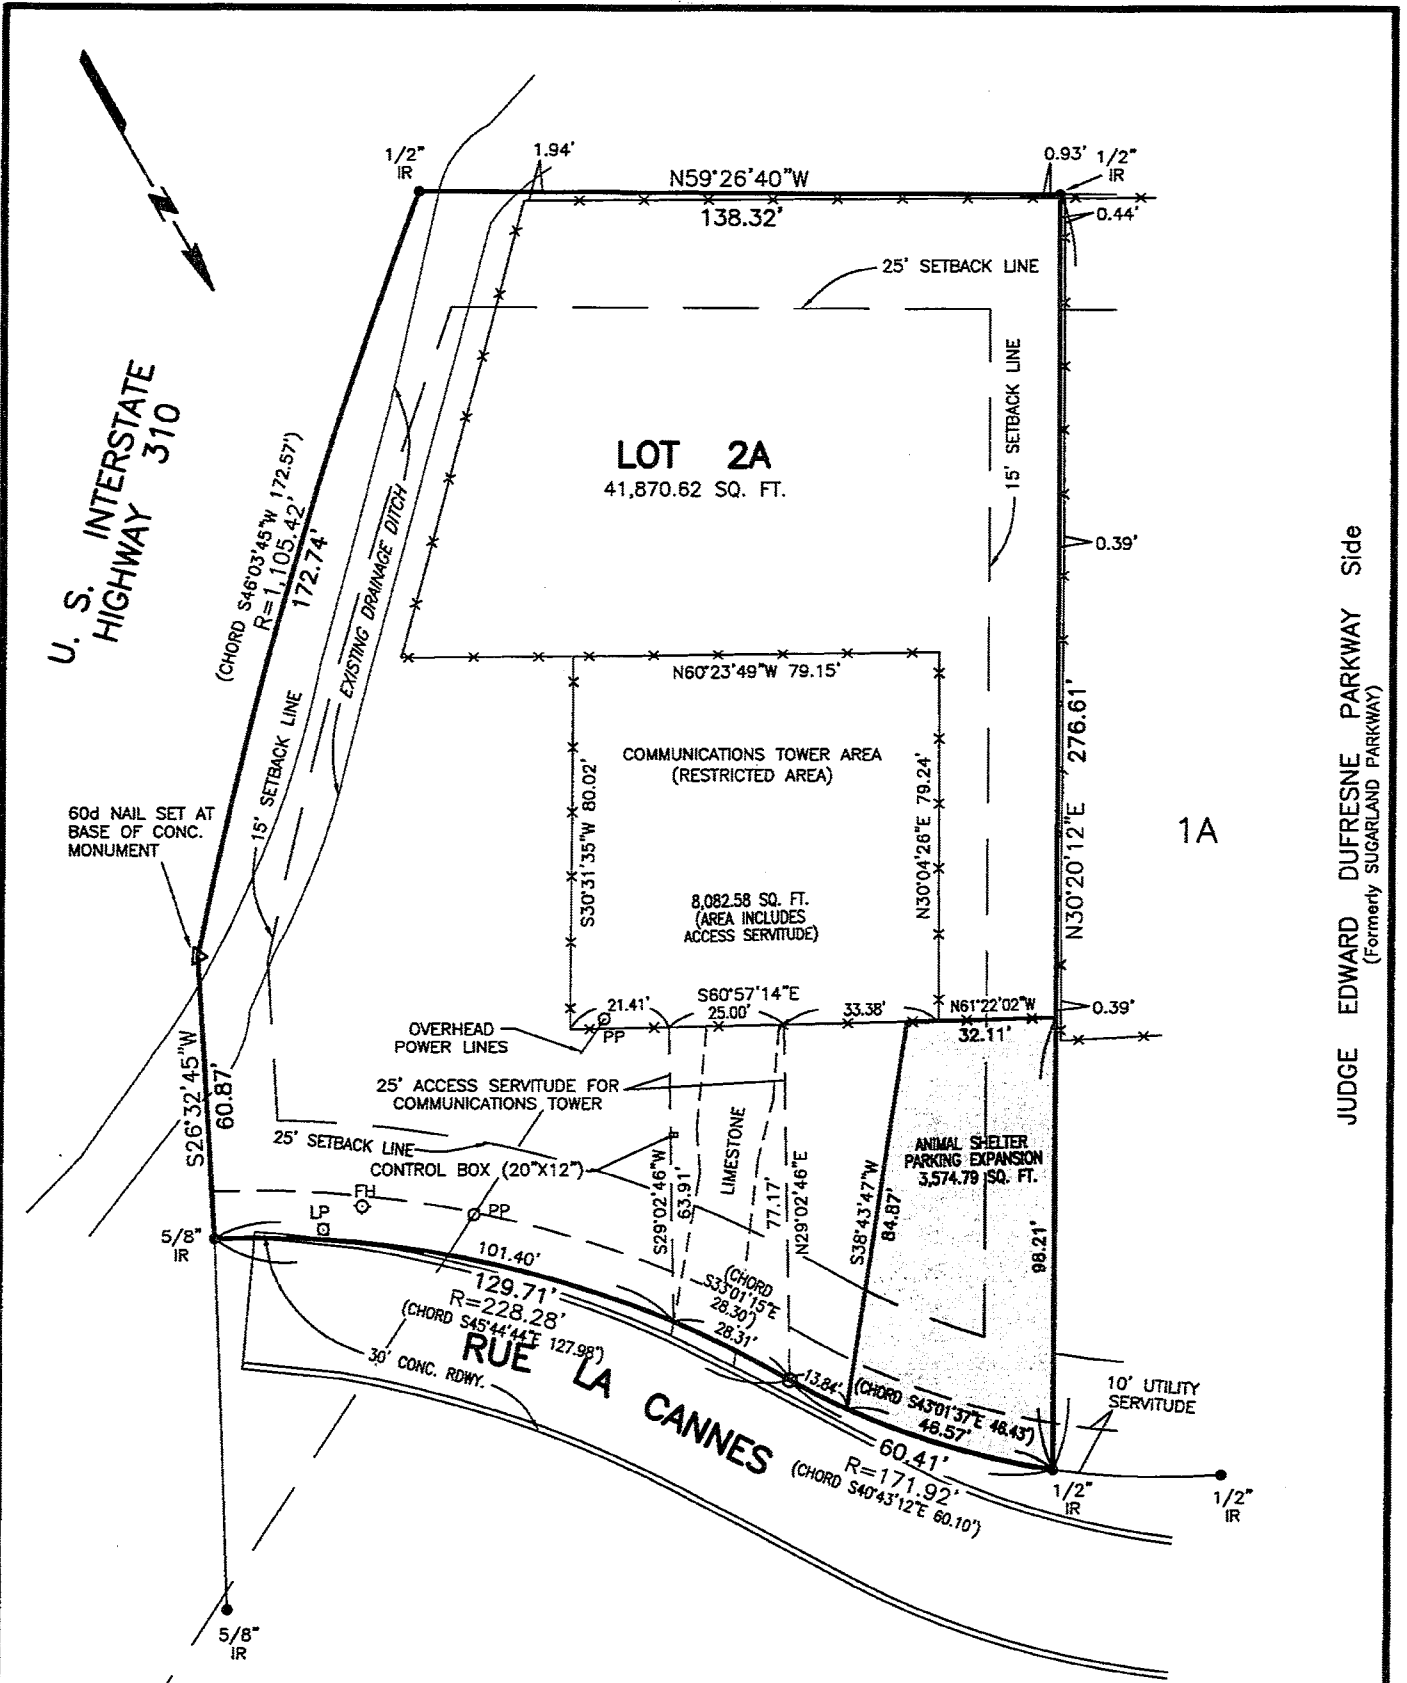 1/2"
IR
1.94'
N59°26'40"W
138.32'
0.93'
1/2"
IR
0.44'
N
25' SETBACK LINE
15' SETBACK LINE
U. S. INTERSTATE
HIGHWAY 310
(CHORD S46°03'45"W 172.57')
R=1,105.42'
172.74'
EXISTING DRAINAGE DITCH
LOT 2A
41,870.62 SQ. FT.
0.39'
15' SETBACK LINE
N60°23'49"W 79.15'
COMMUNICATIONS TOWER AREA
(RESTRICTED AREA)
S30°31'35"W 80.02'
N30°04'26"E 79.24'
N30°20'12"E 276.61'
8,082.58 SQ. FT.
(AREA INCLUDES
ACCESS SERVITUDE)
1A
JUDGE EDWARD DUFRESNE PARKWAY Side
(Formerly SUGARLAND PARKWAY)
60d NAIL SET AT
BASE OF CONC.
MONUMENT
21.41'
PP
S60°57'14"E
25.00'
33.38'
N61°22'02"W
32.11'
0.39'
OVERHEAD
POWER LINES
25' ACCESS SERVITUDE FOR
COMMUNICATIONS TOWER
S26°32'45"W
60.87'
25' SETBACK LINE
CONTROL BOX (20"X12")
S29°02'46"W
63.91'
LIMESTONE
77.17'
N29°02'46"E
S38°43'47"W
84.87'
ANIMAL SHELTER
PARKING EXPANSION
3,574.79 SQ. FT.
98.21'
FH
LP
PP
5/8"
IR
101.40'
129.71'
R=228.28'
(CHORD S45°44'44"E 127.98')
(CHORD
S33°01'15"E
28.30')
28.31'
30' CONC. RDWY.
RUE LA CANNES
13.84'
(CHORD S43°01'37"E 46.43')
46.57'
60.41'
R=171.92'
(CHORD S40°43'12"E 60.10')
10' UTILITY
SERVITUDE
1/2"
IR
1/2"
IR
5/8"
IR